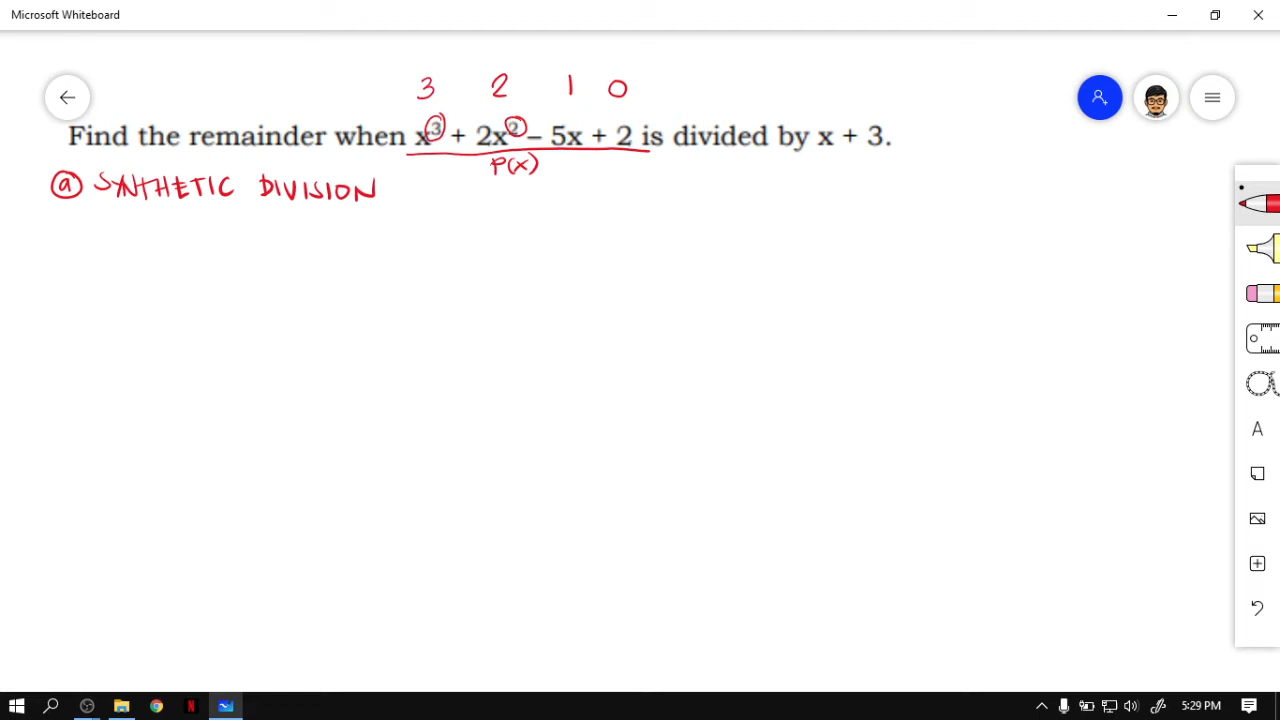 Microsoft Whiteboard
3 2 1 0
Find the remainder when x³ + 2x² – 5x + 2 is divided by x + 3.
P(x)
ⓐ SYNTHETIC DIVISION
A
N
5:29 PM